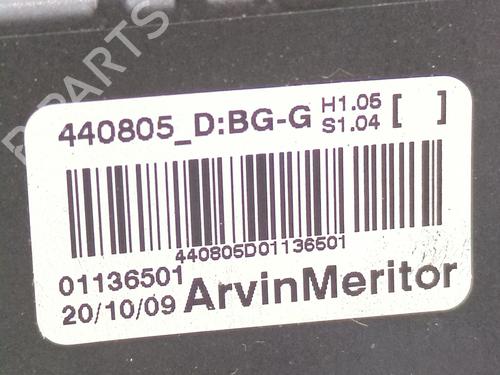 PARTS
440805_D:BG-G H1.05 [ ]
S1.04
440805D01136501
01136501
20/10/09 ArvinMeritor